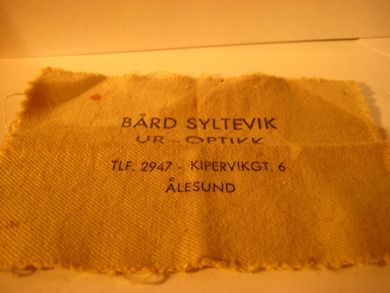 BÅRD SYLTEVIK
UR - OPTIKK
TLF. 2947 - KIPERVIKGT. 6
ÅLESUND